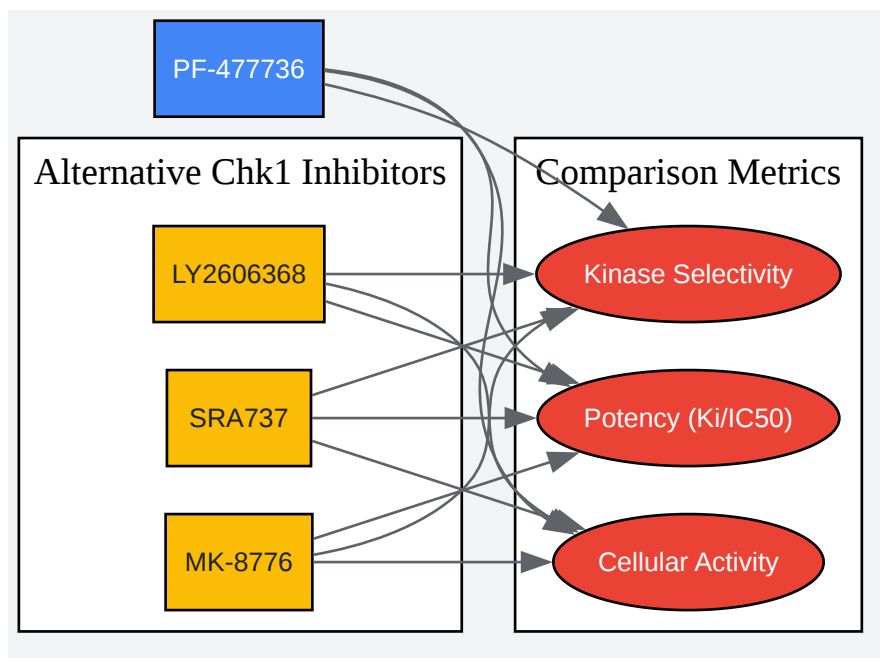 PF-477736
Alternative Chk1 Inhibitors
LY2606368
SRA737
MK-8776
Comparison Metrics
Kinase Selectivity
Potency (Ki/IC50)
Cellular Activity